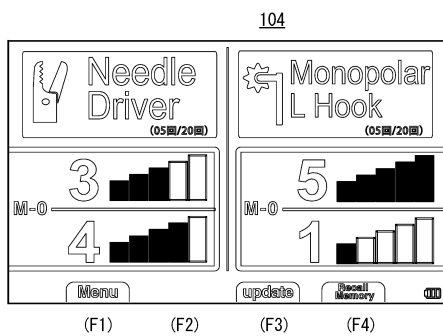 104
Needle
Driver
(05回/20回)
Monopolar
L Hook
(05回/20回)
3
M-0
4
5
M-0
1
Menu
update
Recall
Memory
(F1)
(F2)
(F3)
(F4)